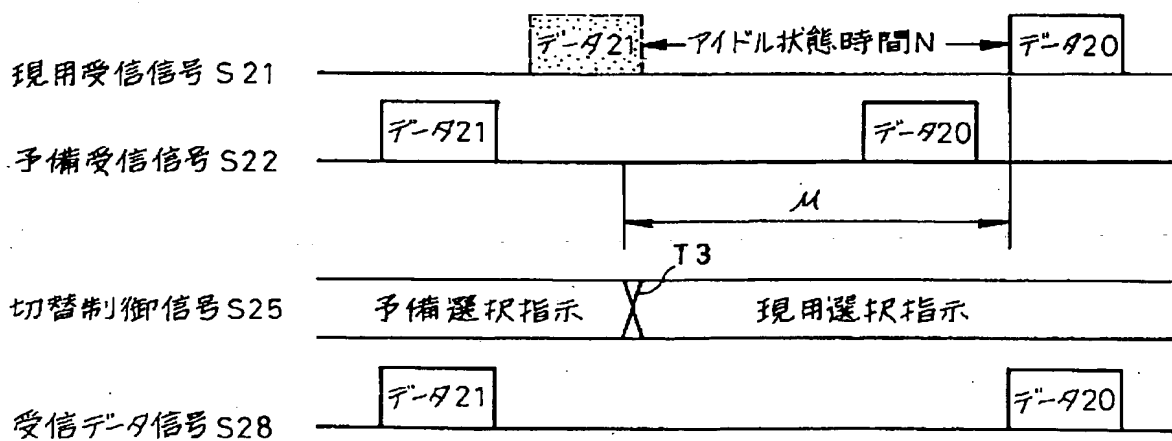 データ21 アイドル状態時間N データ20
現用受信信号S21
データ21 データ20
予備受信信号S22
μ
T3
切替制御信号S25 予備選択指示 現用選択指示
データ21 データ20
受信データ信号S28